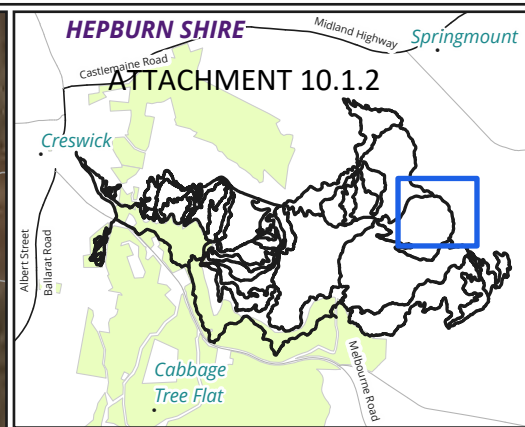 HEPBURN SHIRE
Midland Highway
Springmount
Castlemaine Road
ATTACHMENT 10.1.2
Creswick
Albert Street
Ballarat Road
Cabbage
Tree Flat
Melbourne Road